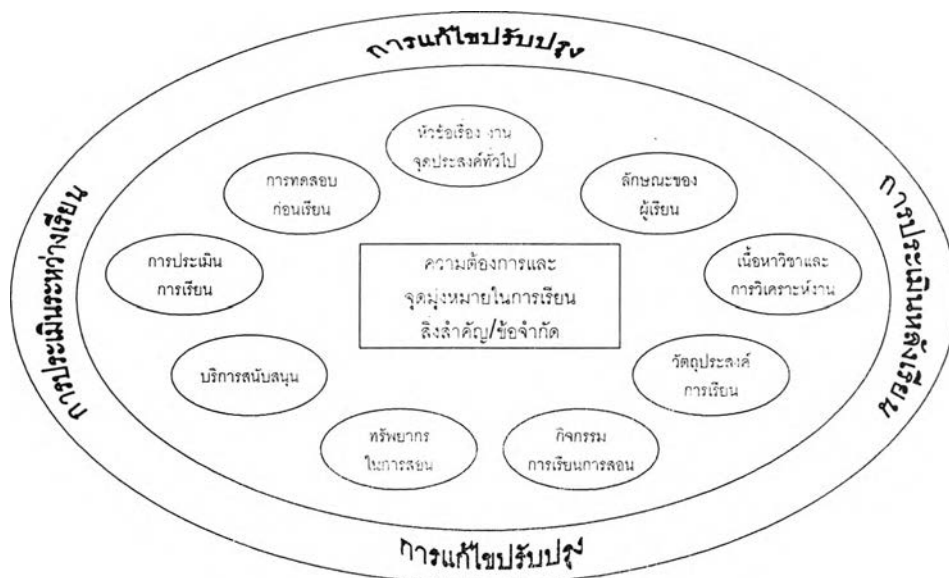 การแก้ไขปรับปรุง
หัวข้อเรื่อง งาน
จุดประสงค์ทั่วไป
การทดสอบ
ก่อนเรียน
ลักษณะของ
ผู้เรียน
การประเมินระหว่างเรียน
การประเมินหลังเรียน
การประเมิน
การเรียน
ความต้องการและ
จุดมุ่งหมายในการเรียน
สิ่งสำคัญ/ข้อจำกัด
เนื้อหาวิชาและ
การวิเคราะห์งาน
บริการสนับสนุน
วัตถุประสงค์
การเรียน
ทรัพยากร
ในการสอน
กิจกรรม
การเรียนการสอน
การแก้ไขปรับปรุง